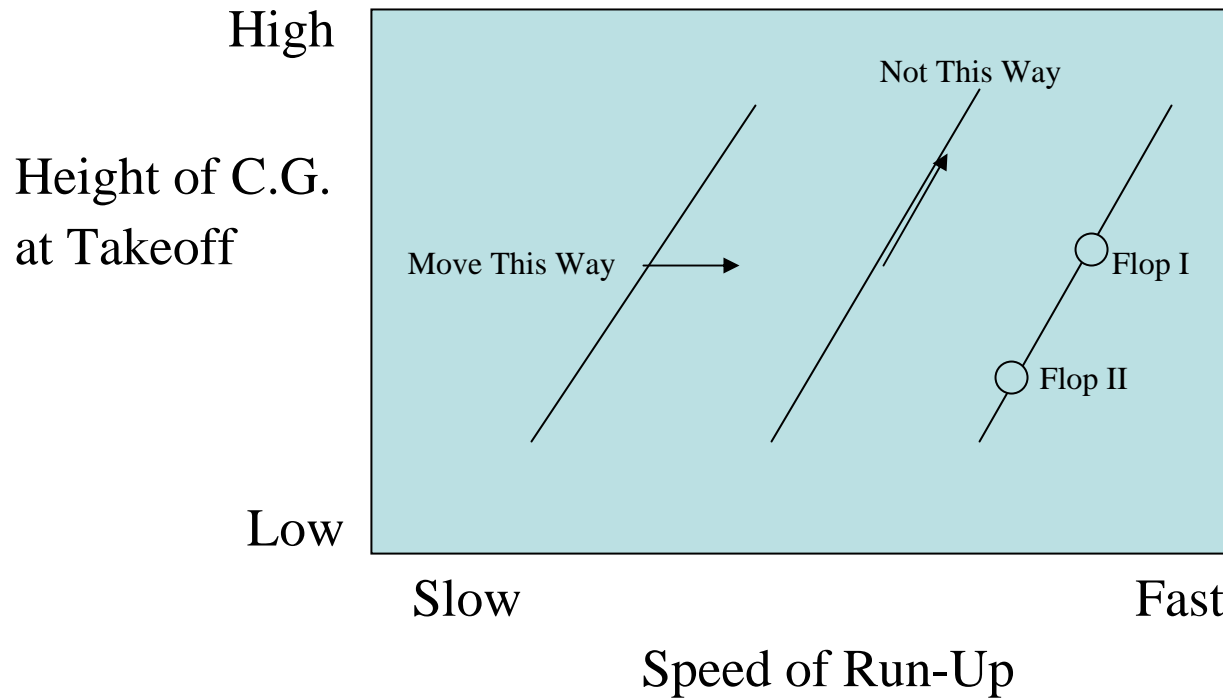 High
Not This Way
Height of C.G.
at Takeoff
Move This Way
Flop I
Flop II
Low
Slow
Fast
Speed of Run-Up